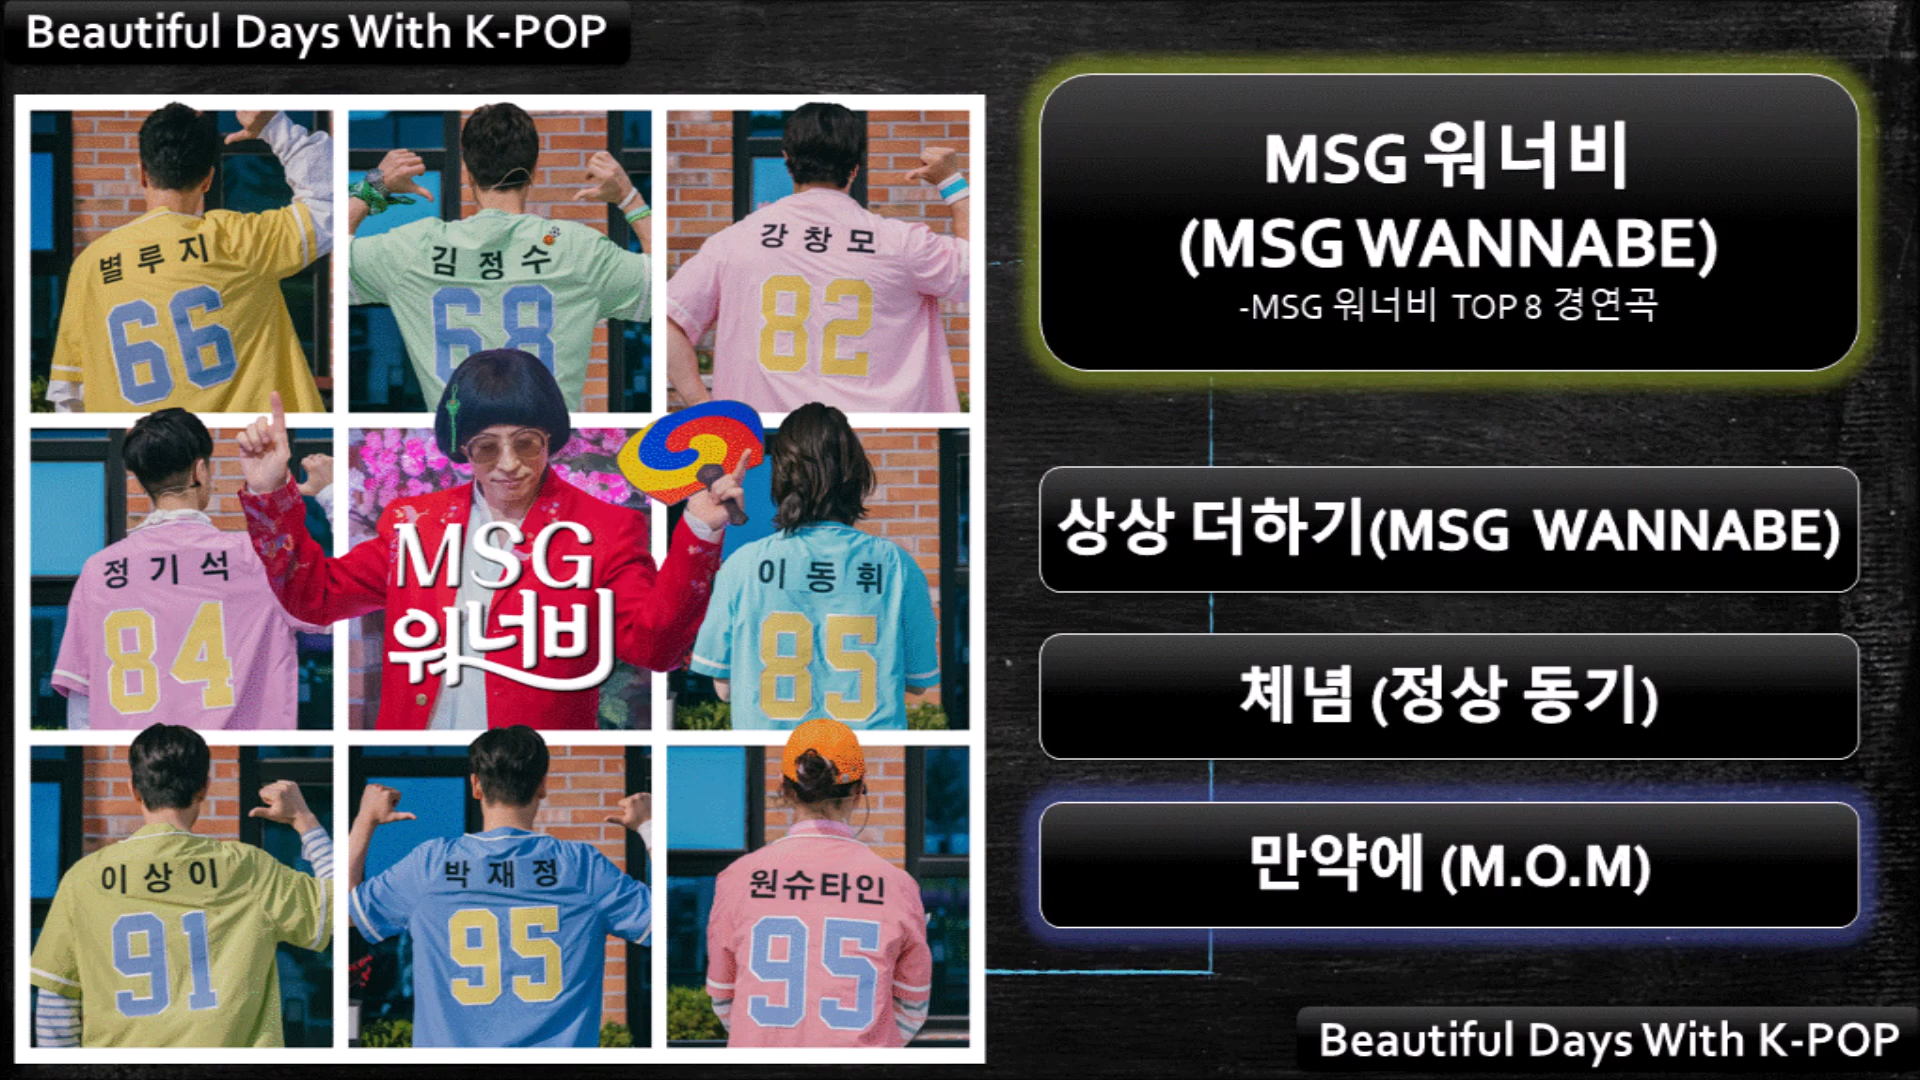 Beautiful Days With K-POP
별루지
66
김정수
68
강창모
82
정기석
84
MSG
워너비
이동휘
85
이상이
91
박재정
95
원슈타인
95
MSG 워너비
(MSG WANNABE)
-MSG 워너비 TOP 8 경연곡
상상 더하기(MSG WANNABE)
체념 (정상 동기)
만약에 (M.O.M)
Beautiful Days With K-POP